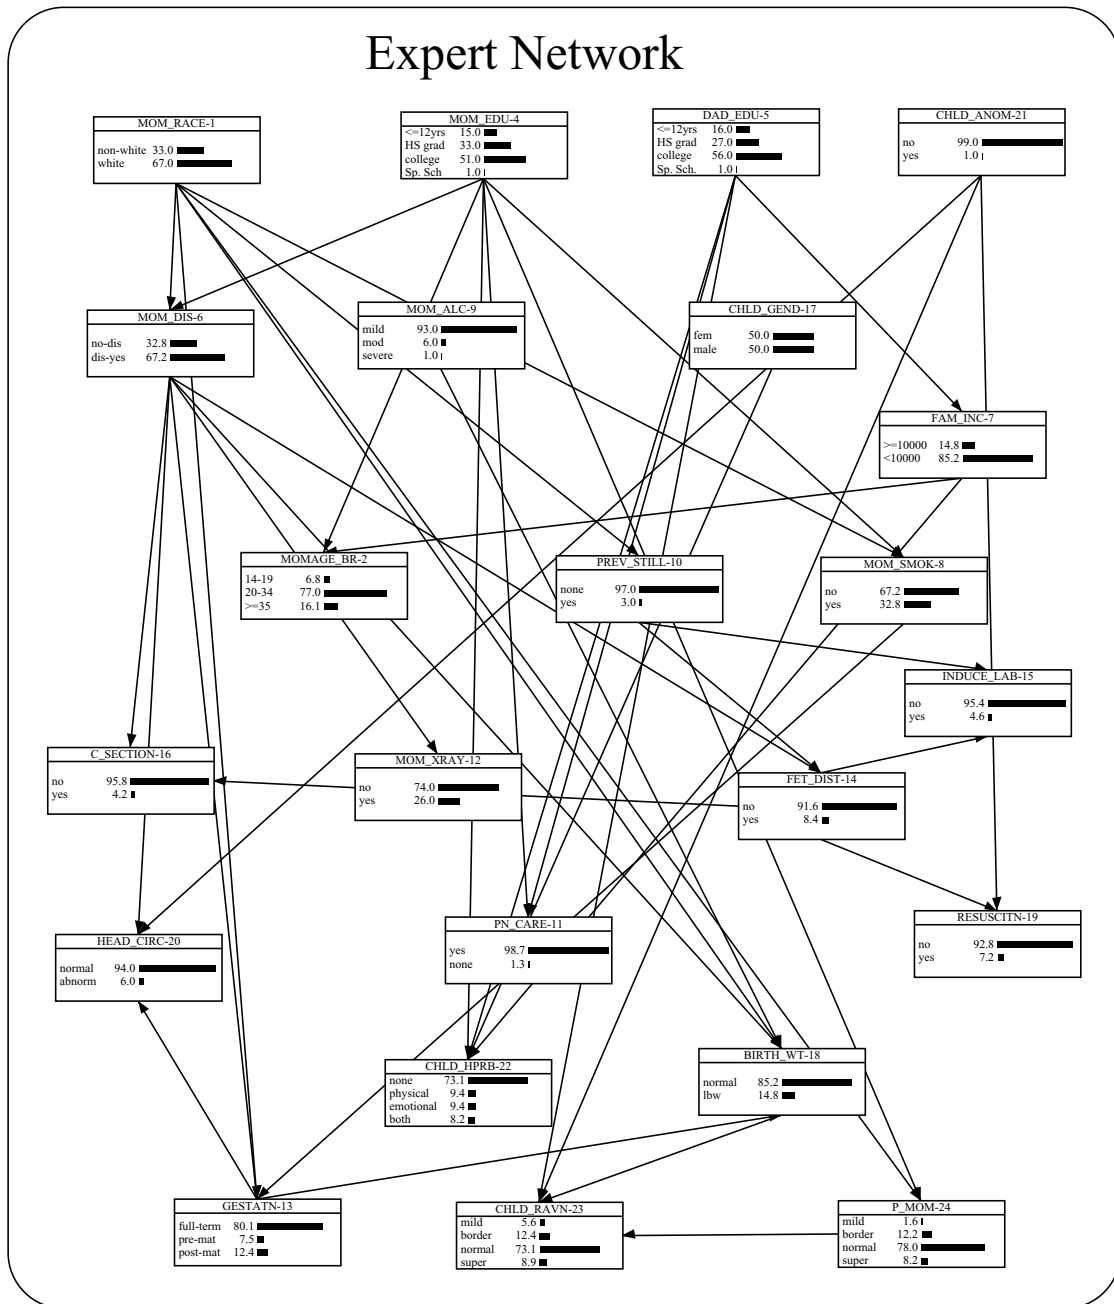 Expert Network
MOM_RACE-1
non-white 33.0
white 67.0
MOM_EDU-4
<=12yrs 15.0
HS grad 33.0
college 51.0
Sp. Sch 1.0
DAD_EDU-5
<=12yrs 16.0
HS grad 27.0
college 56.0
Sp. Sch. 1.0
CHLD_ANOM-21
no 99.0
yes 1.0
MOM_DIS-6
no-dis 32.8
dis-yes 67.2
MOM_ALC-9
mild 93.0
mod 6.0
severe 1.0
CHLD_GEND-17
fem 50.0
male 50.0
FAM_INC-7
>=10000 14.8
<10000 85.2
MOMAGE_BR-2
14-19 6.8
20-34 77.0
>=35 16.1
PREV_STILL-10
none 97.0
yes 3.0
MOM_SMOK-8
no 67.2
yes 32.8
INDUCE_LAB-15
no 95.4
yes 4.6
C_SECTION-16
no 95.8
yes 4.2
MOM_XRAY-12
no 74.0
yes 26.0
FET_DIST-14
no 91.6
yes 8.4
HEAD_CIRC-20
normal 94.0
abnorm 6.0
PN_CARE-11
yes 98.7
none 1.3
RESUSCITN-19
no 92.8
yes 7.2
CHLD_HPRB-22
none 73.1
physical 9.4
emotional 9.4
both 8.2
BIRTH_WT-18
normal 85.2
lbw 14.8
GESTATN-13
full-term 80.1
pre-mat 7.5
post-mat 12.4
CHLD_RAVN-23
mild 5.6
border 12.4
normal 73.1
super 8.9
P_MOM-24
mild 1.6
border 12.2
normal 78.0
super 8.2